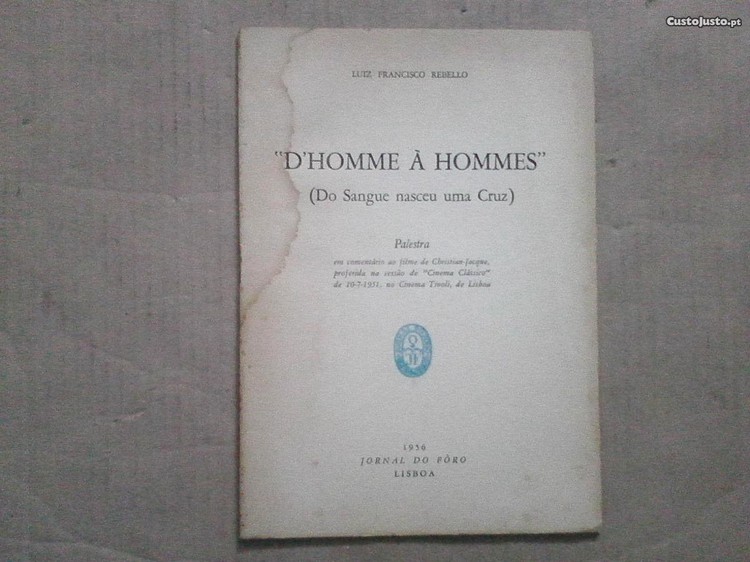 CustoJusto.pt
LUIZ FRANCISCO REBELLO
"D'HOMME À HOMMES"
(Do Sangue nasceu uma Cruz)
Palestra
em comentário ao filme de Christian-Jacque,
proferida na sessão de "Cinema Clássico"
de 10-7-1951, no Cinema Tivoli, de Lisboa
1956
JORNAL DO FÔRO
LISBOA